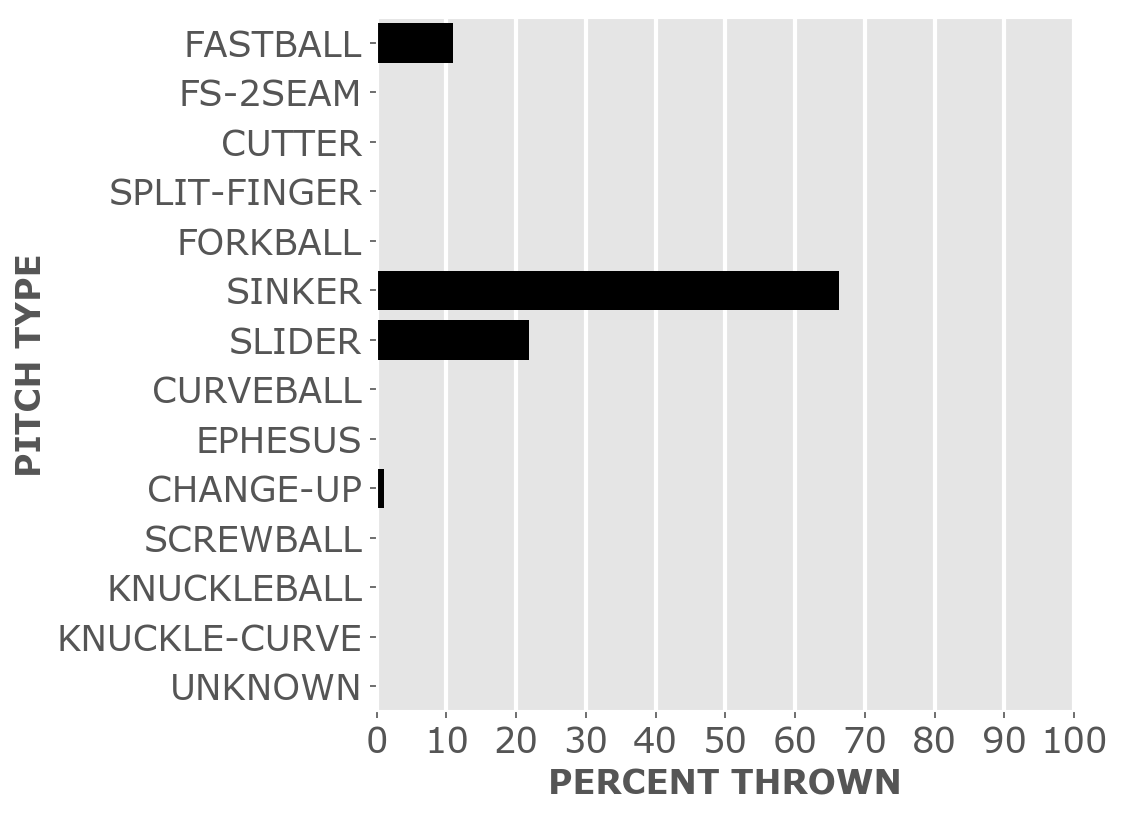 FASTBALL
FS-2SEAM
CUTTER
SPLIT-FINGER
FORKBALL
SINKER
SLIDER
CURVEBALL
EPHESUS
CHANGE-UP
SCREWBALL
KNUCKLEBALL
KNUCKLE-CURVE
UNKNOWN
PITCH TYPE
0 10 20 30 40 50 60 70 80 90 100
PERCENT THROWN